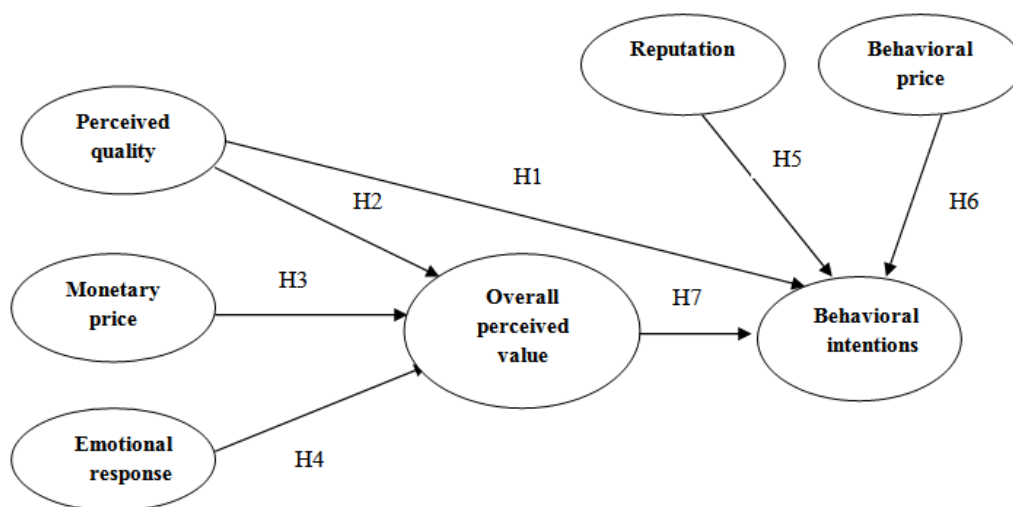 Reputation
Behavioral
price
Perceived
quality
H1
H5
H6
H2
Monetary
price
H3
Overall
perceived
value
H7
Behavioral
intentions
Emotional
response
H4